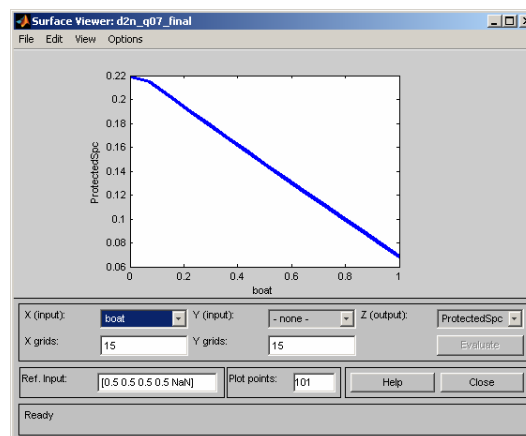 Surface Viewer: d2n_q07_final
File Edit View Options
0.22
0.2
0.18
0.16
0.14
0.12
0.1
0.08
0.06
ProtectedSpc
0 0.2 0.4 0.6 0.8 1
boat
X (input): boat Y (input): - none - Z (output): ProtectedSpc
X grids: 15 Y grids: 15 Evaluate
Ref. Input: [0.5 0.5 0.5 0.5 NaN] Plot points: 101 Help Close
Ready